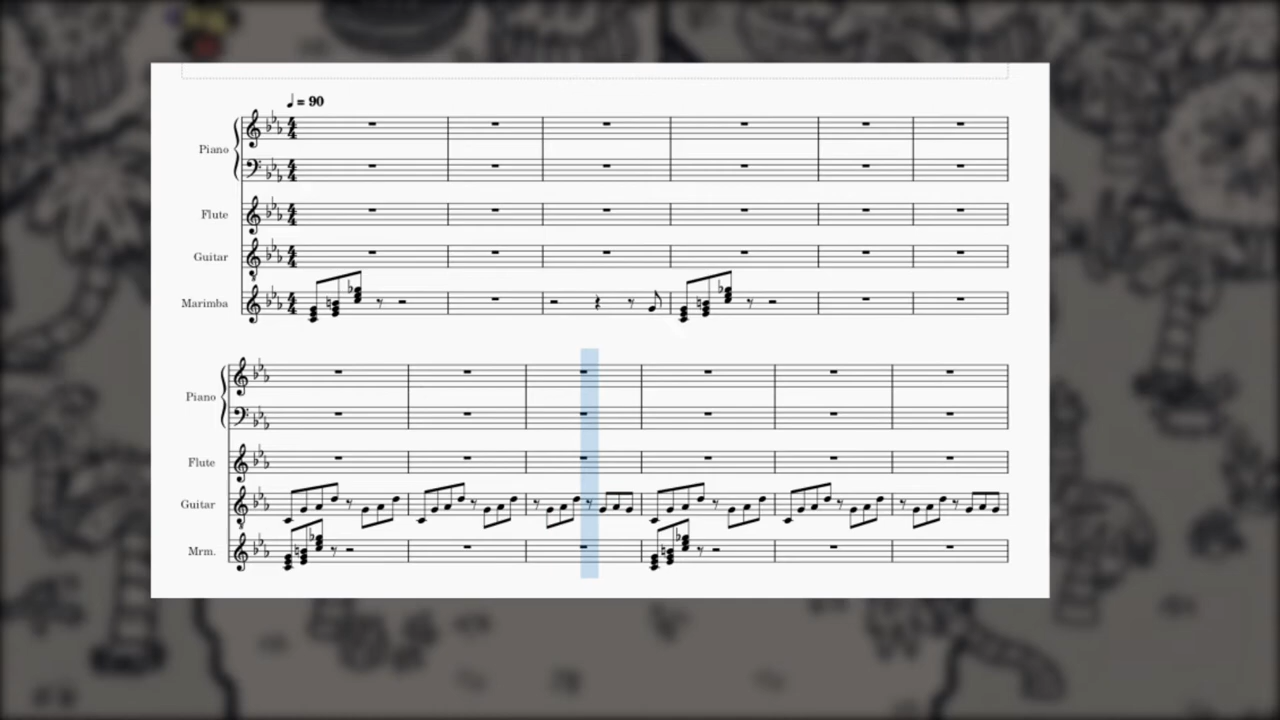 ♩ = 90
Piano
Flute
Guitar
Marimba
Piano
Flute
Guitar
Mrm.